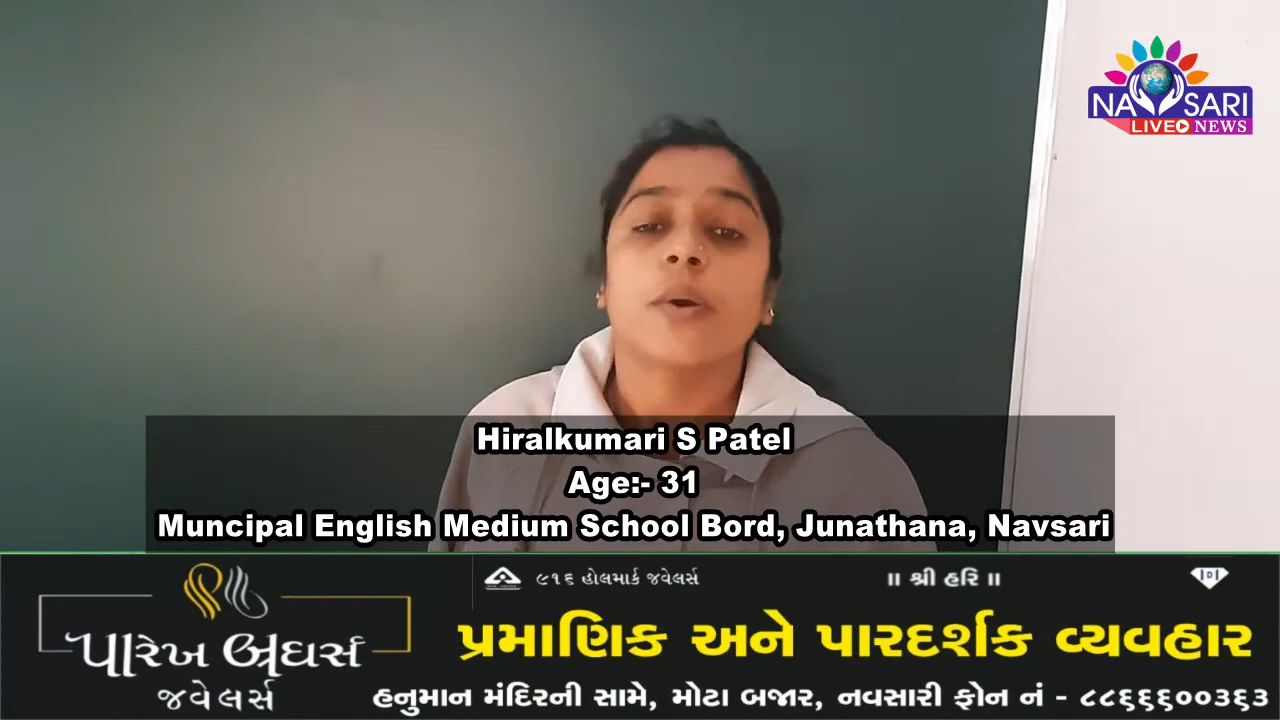 NAVSARI
LIVE NEWS
Hiralkumari S Patel
Age:- 31
Muncipal English Medium School Bord, Junathana, Navsari
૯૧૬ હોલમાર્ક જવેલર્સ
॥ શ્રી હરિ ॥
પારેખ બ્રધર્સ
જવેલર્સ
પ્રમાણિક અને પારદર્શક વ્યવહાર
હનુમાન મંદિરની સામે, મોટા બજાર, નવસારી ફોન નં - ૮૮૬૬૬૦૦૩૬૩